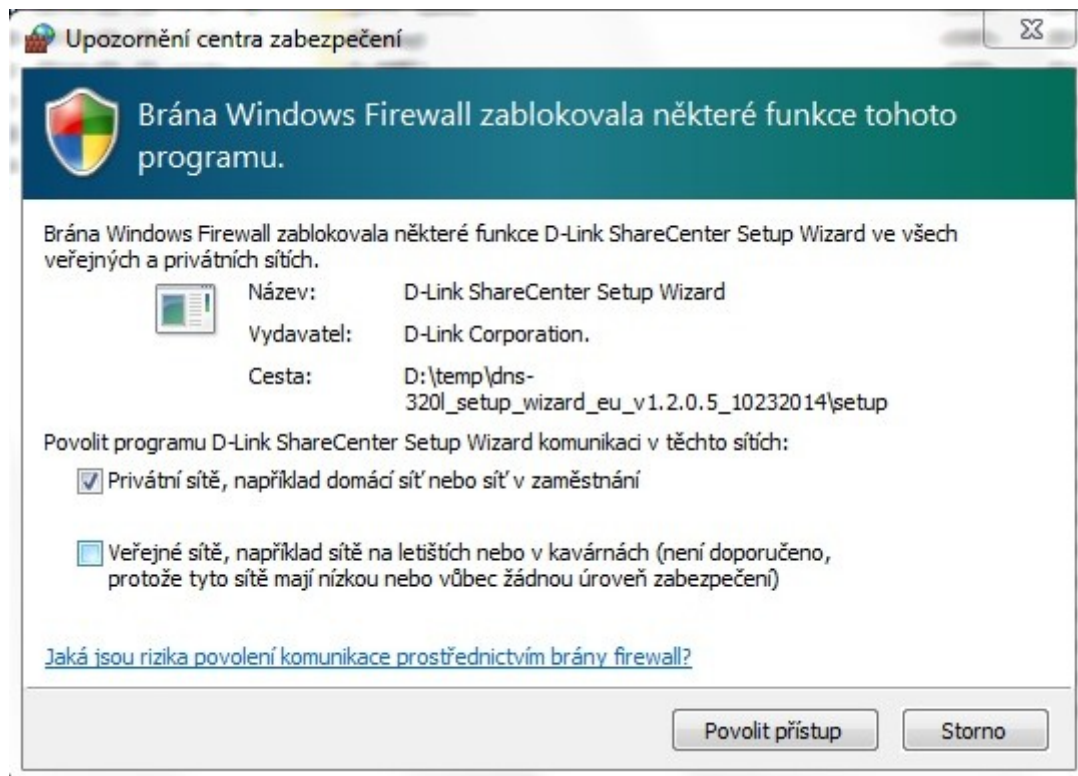 Upozornění centra zabezpečení
Brána Windows Firewall zablokovala některé funkce tohoto
programu.
Brána Windows Firewall zablokovala některé funkce D-Link ShareCenter Setup Wizard ve všech
veřejných a privátních sítích.
Název: D-Link ShareCenter Setup Wizard
Vydavatel: D-Link Corporation.
Cesta: D:\temp\dns-
320l_setup_wizard_eu_v1.2.0.5_10232014\setup
Povolit programu D-Link ShareCenter Setup Wizard komunikaci v těchto sítích:
Privátní sítě, například domácí síť nebo síť v zaměstnání
Veřejné sítě, například sítě na letištích nebo v kavárnách (není doporučeno,
protože tyto sítě mají nízkou nebo vůbec žádnou úroveň zabezpečení)
Jaká jsou rizika povolení komunikace prostřednictvím brány firewall?
Povolit přístup Storno